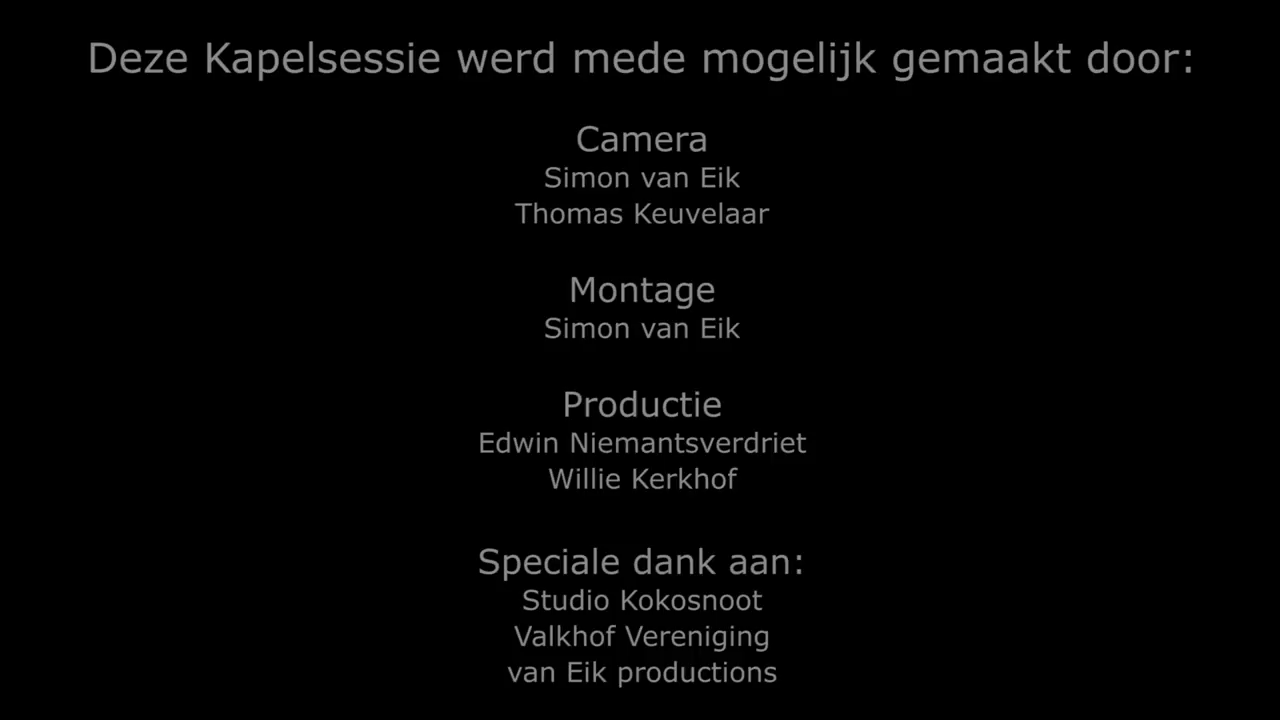 Deze Kapelsessie werd mede mogelijk gemaakt door:
Camera
Simon van Eik
Thomas Keuvelaar
Montage
Simon van Eik
Productie
Edwin Niemantsverdriet
Willie Kerkhof
Speciale dank aan:
Studio Kokosnoot
Valkhof Vereniging
van Eik productions